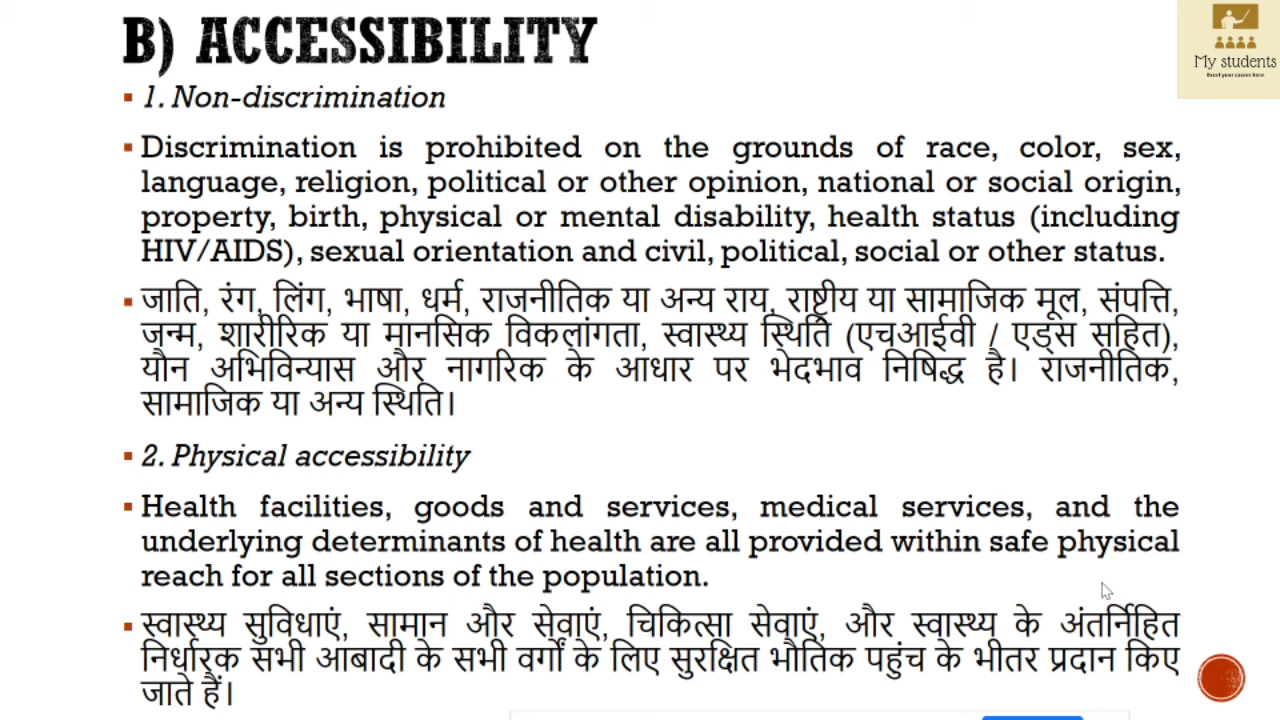 B) ACCESSIBILITY
My students
Excel your career here
1. Non-discrimination
Discrimination is prohibited on the grounds of race, color, sex,
language, religion, political or other opinion, national or social origin,
property, birth, physical or mental disability, health status (including
HIV/AIDS), sexual orientation and civil, political, social or other status.
जाति, रंग, लिंग, भाषा, धर्म, राजनीतिक या अन्य राय, राष्ट्रीय या सामाजिक मूल, संपत्ति,
जन्म, शारीरिक या मानसिक विकलांगता, स्वास्थ्य स्थिति (एचआईवी / एड्स सहित),
यौन अभिविन्यास और नागरिक के आधार पर भेदभाव निषिद्ध है। राजनीतिक,
सामाजिक या अन्य स्थिति।
2. Physical accessibility
Health facilities, goods and services, medical services, and the
underlying determinants of health are all provided within safe physical
reach for all sections of the population.
स्वास्थ्य सुविधाएं, सामान और सेवाएं, चिकित्सा सेवाएं, और स्वास्थ्य के अंतर्निहित
निर्धारक सभी आबादी के सभी वर्गों के लिए सुरक्षित भौतिक पहुंच के भीतर प्रदान किए
जाते हैं।